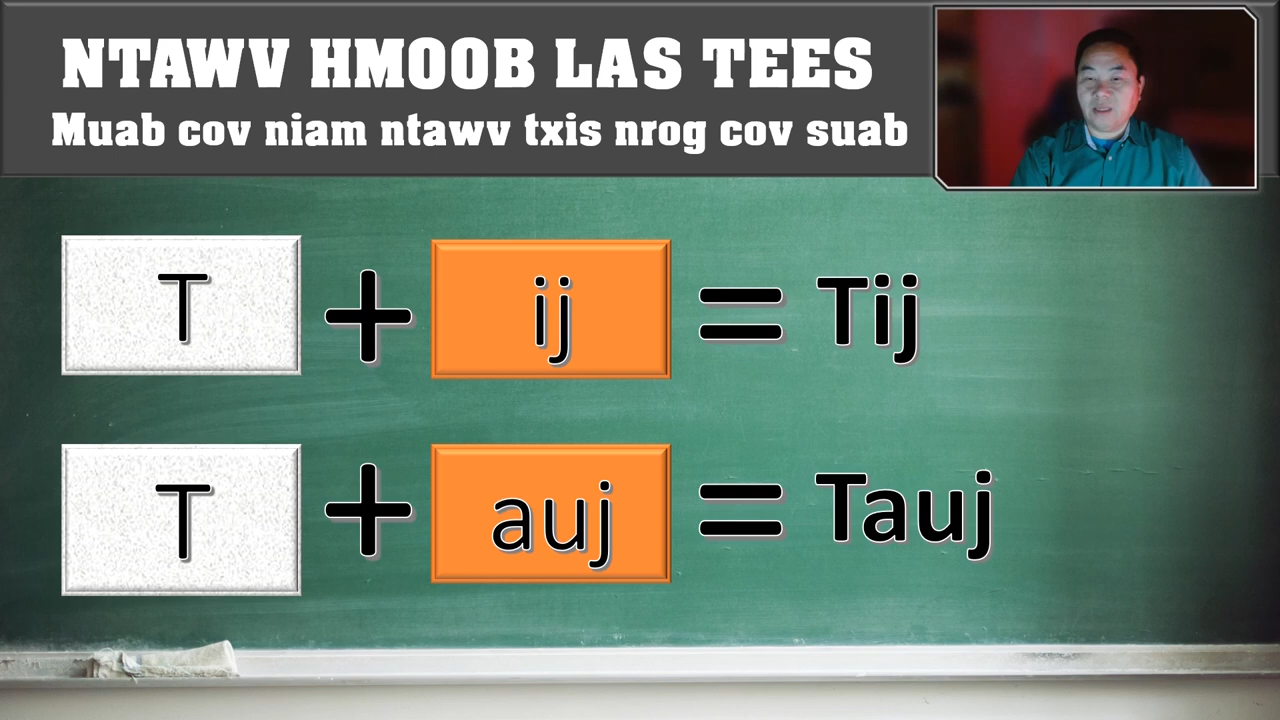 NTAWV HMOOB LAS TEES
Muab cov niam ntawv txis nrog cov suab
T + ij = Tij
T + auj = Tauj